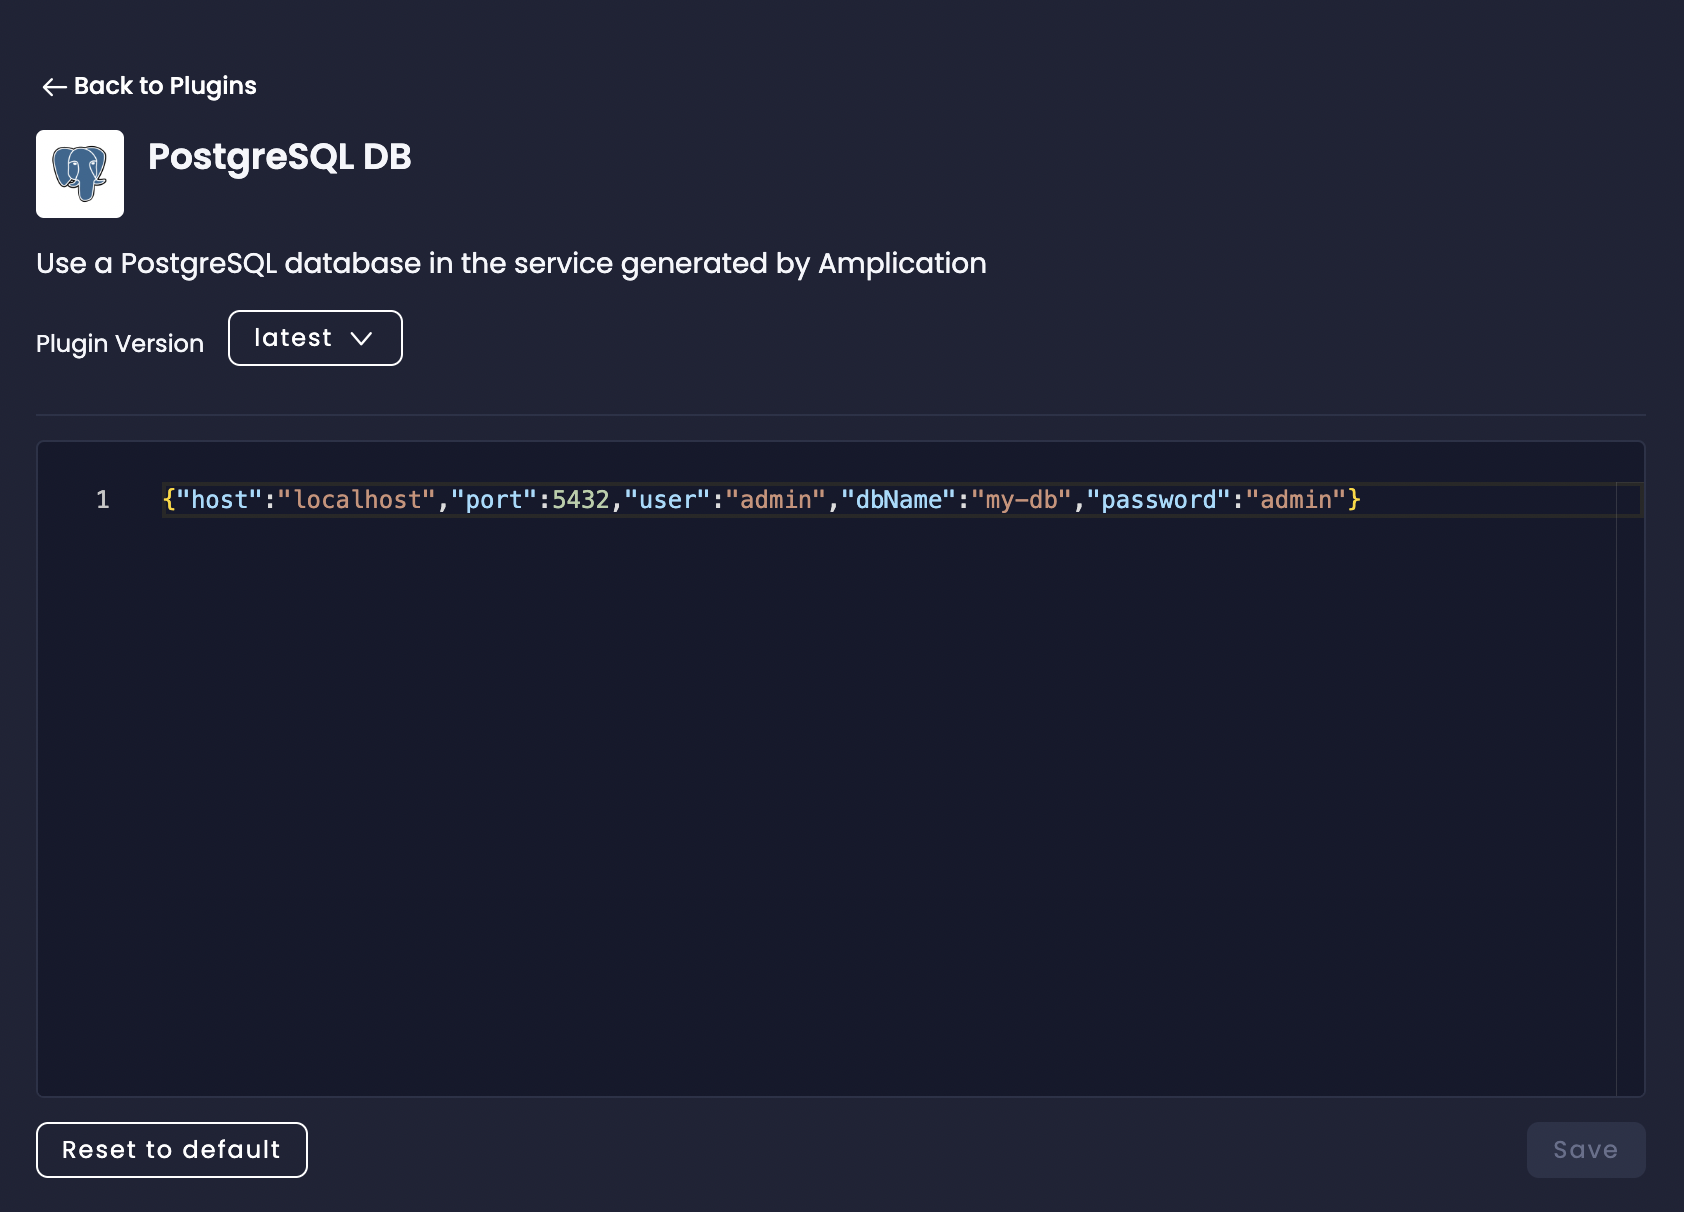 Back to Plugins
PostgreSQL DB
Use a PostgreSQL database in the service generated by Amplication
Plugin Version
latest
1
{"host":"localhost","port":5432,"user":"admin","dbName":"my-db","password":"admin"}
Reset to default
Save